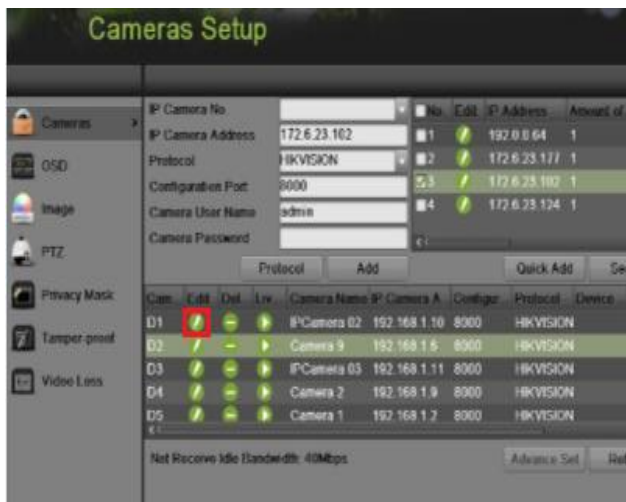 Cameras Setup
Cameras
OSD
Image
PTZ
Privacy Mask
Tamper-proof
Video Loss
IP Camera No
IP Camera Address 172.6.23.102
Protocol HIKVISION
Configuration Port 8000
Camera User Name admin
Camera Password
Protocol Add
No. Edit IP Address Amount of
1 192.0.0.64 1
2 172.6.23.177 1
3 172.6.23.102 1
4 172.6.23.124 1
Quick Add Se
Cam Edit Del Liv... Camera Name IP Camera A Configur Protocol Device
D1 IPCamera 02 192.168.1.10 8000 HIKVISION
D2 Camera 9 192.168.1.6 8000 HIKVISION
D3 IPCamera 03 192.168.1.11 8000 HIKVISION
D4 Camera 2 192.168.1.9 8000 HIKVISION
D5 Camera 1 192.168.1.2 8000 HIKVISION
Net Receive Idle Bandwidth: 40Mbps
Advance Set